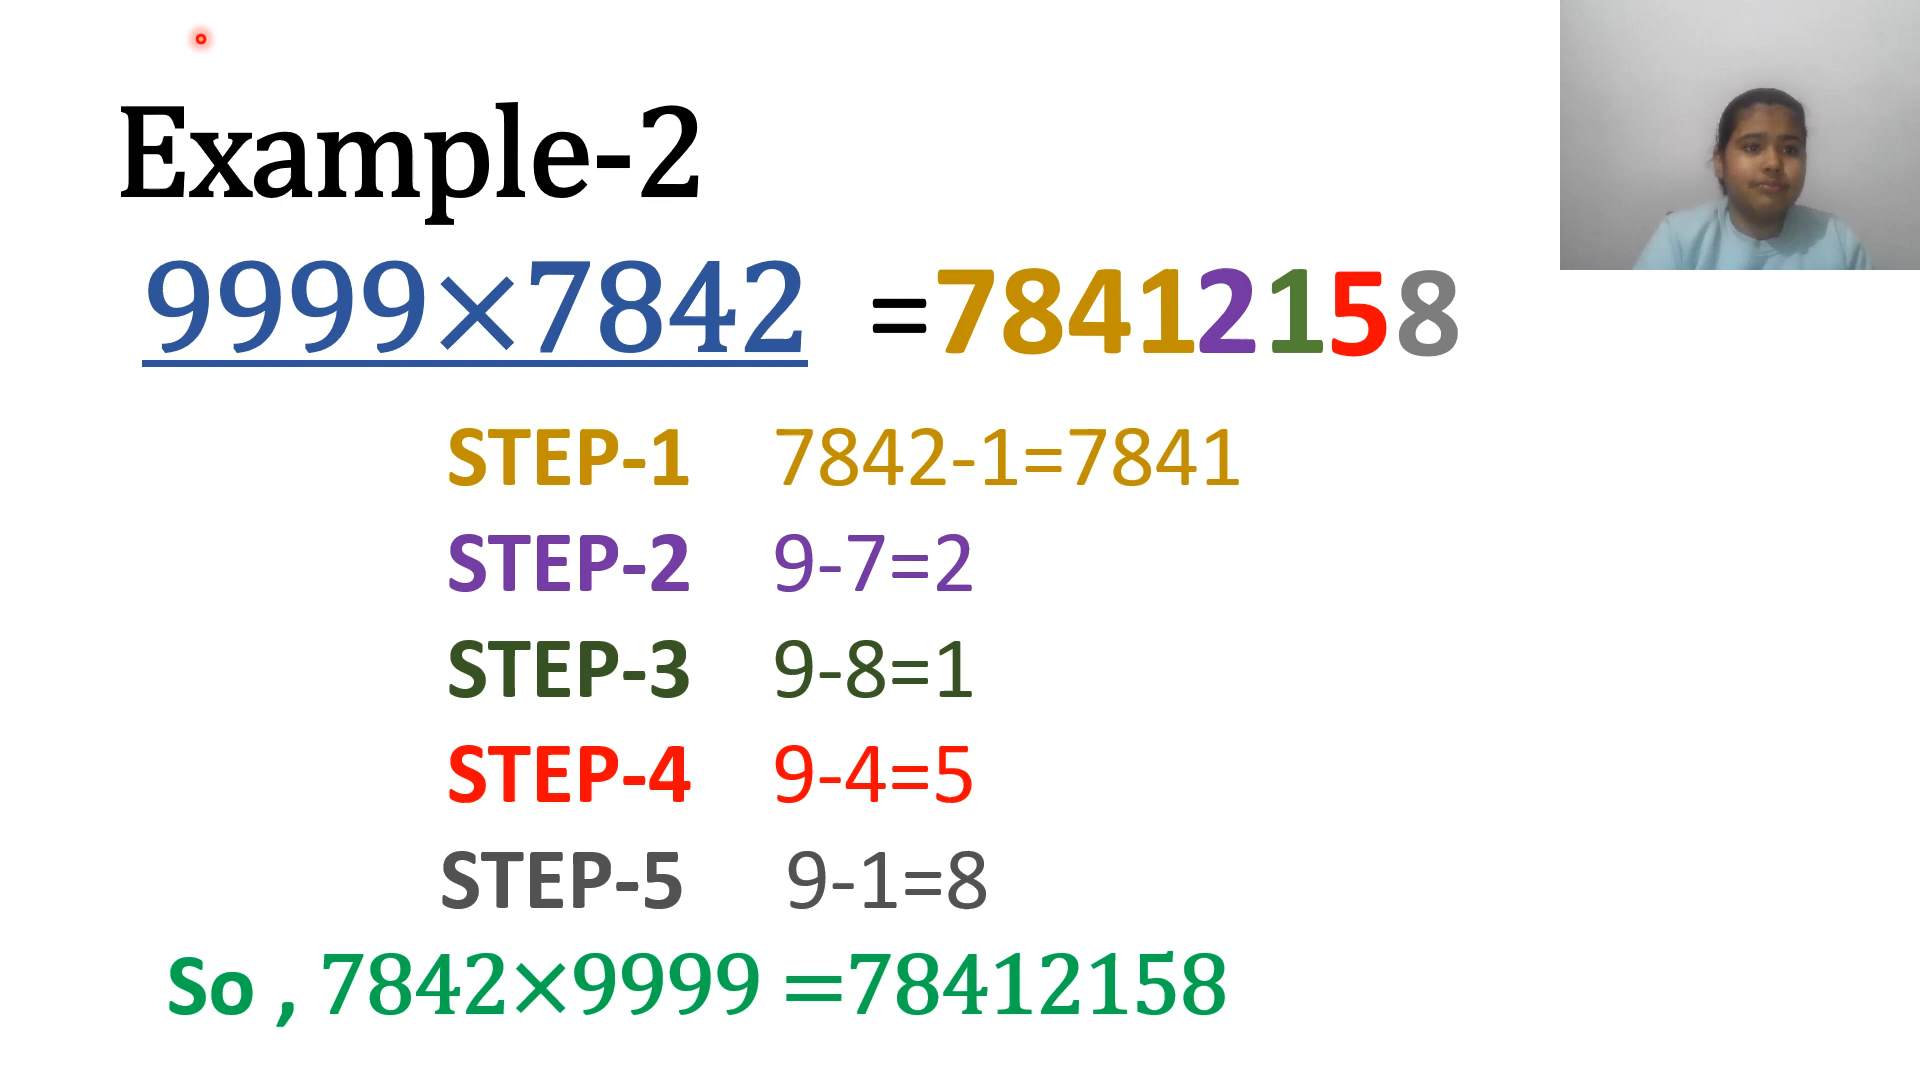 Example-2
9999×7842 =78412158
STEP-1 7842-1=7841
STEP-2 9-7=2
STEP-3 9-8=1
STEP-4 9-4=5
STEP-5 9-1=8
So , 7842×9999 =78412158